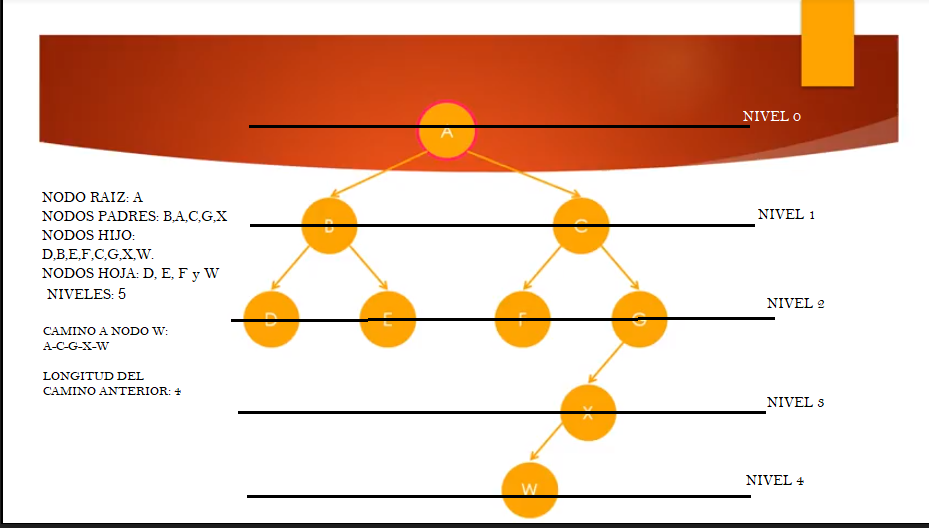 NIVEL 0
A
NODO RAIZ: A
NODOS PADRES: B,A,C,G,X
NODOS HIJO:
D,B,E,F,C,G,X,W.
NODOS HOJA: D, E, F y W
NIVELES: 5
NIVEL 1
B
C
NIVEL 2
D
E
F
G
CAMINO A NODO W:
A-C-G-X-W
LONGITUD DEL
CAMINO ANTERIOR: 4
NIVEL 3
X
NIVEL 4
W